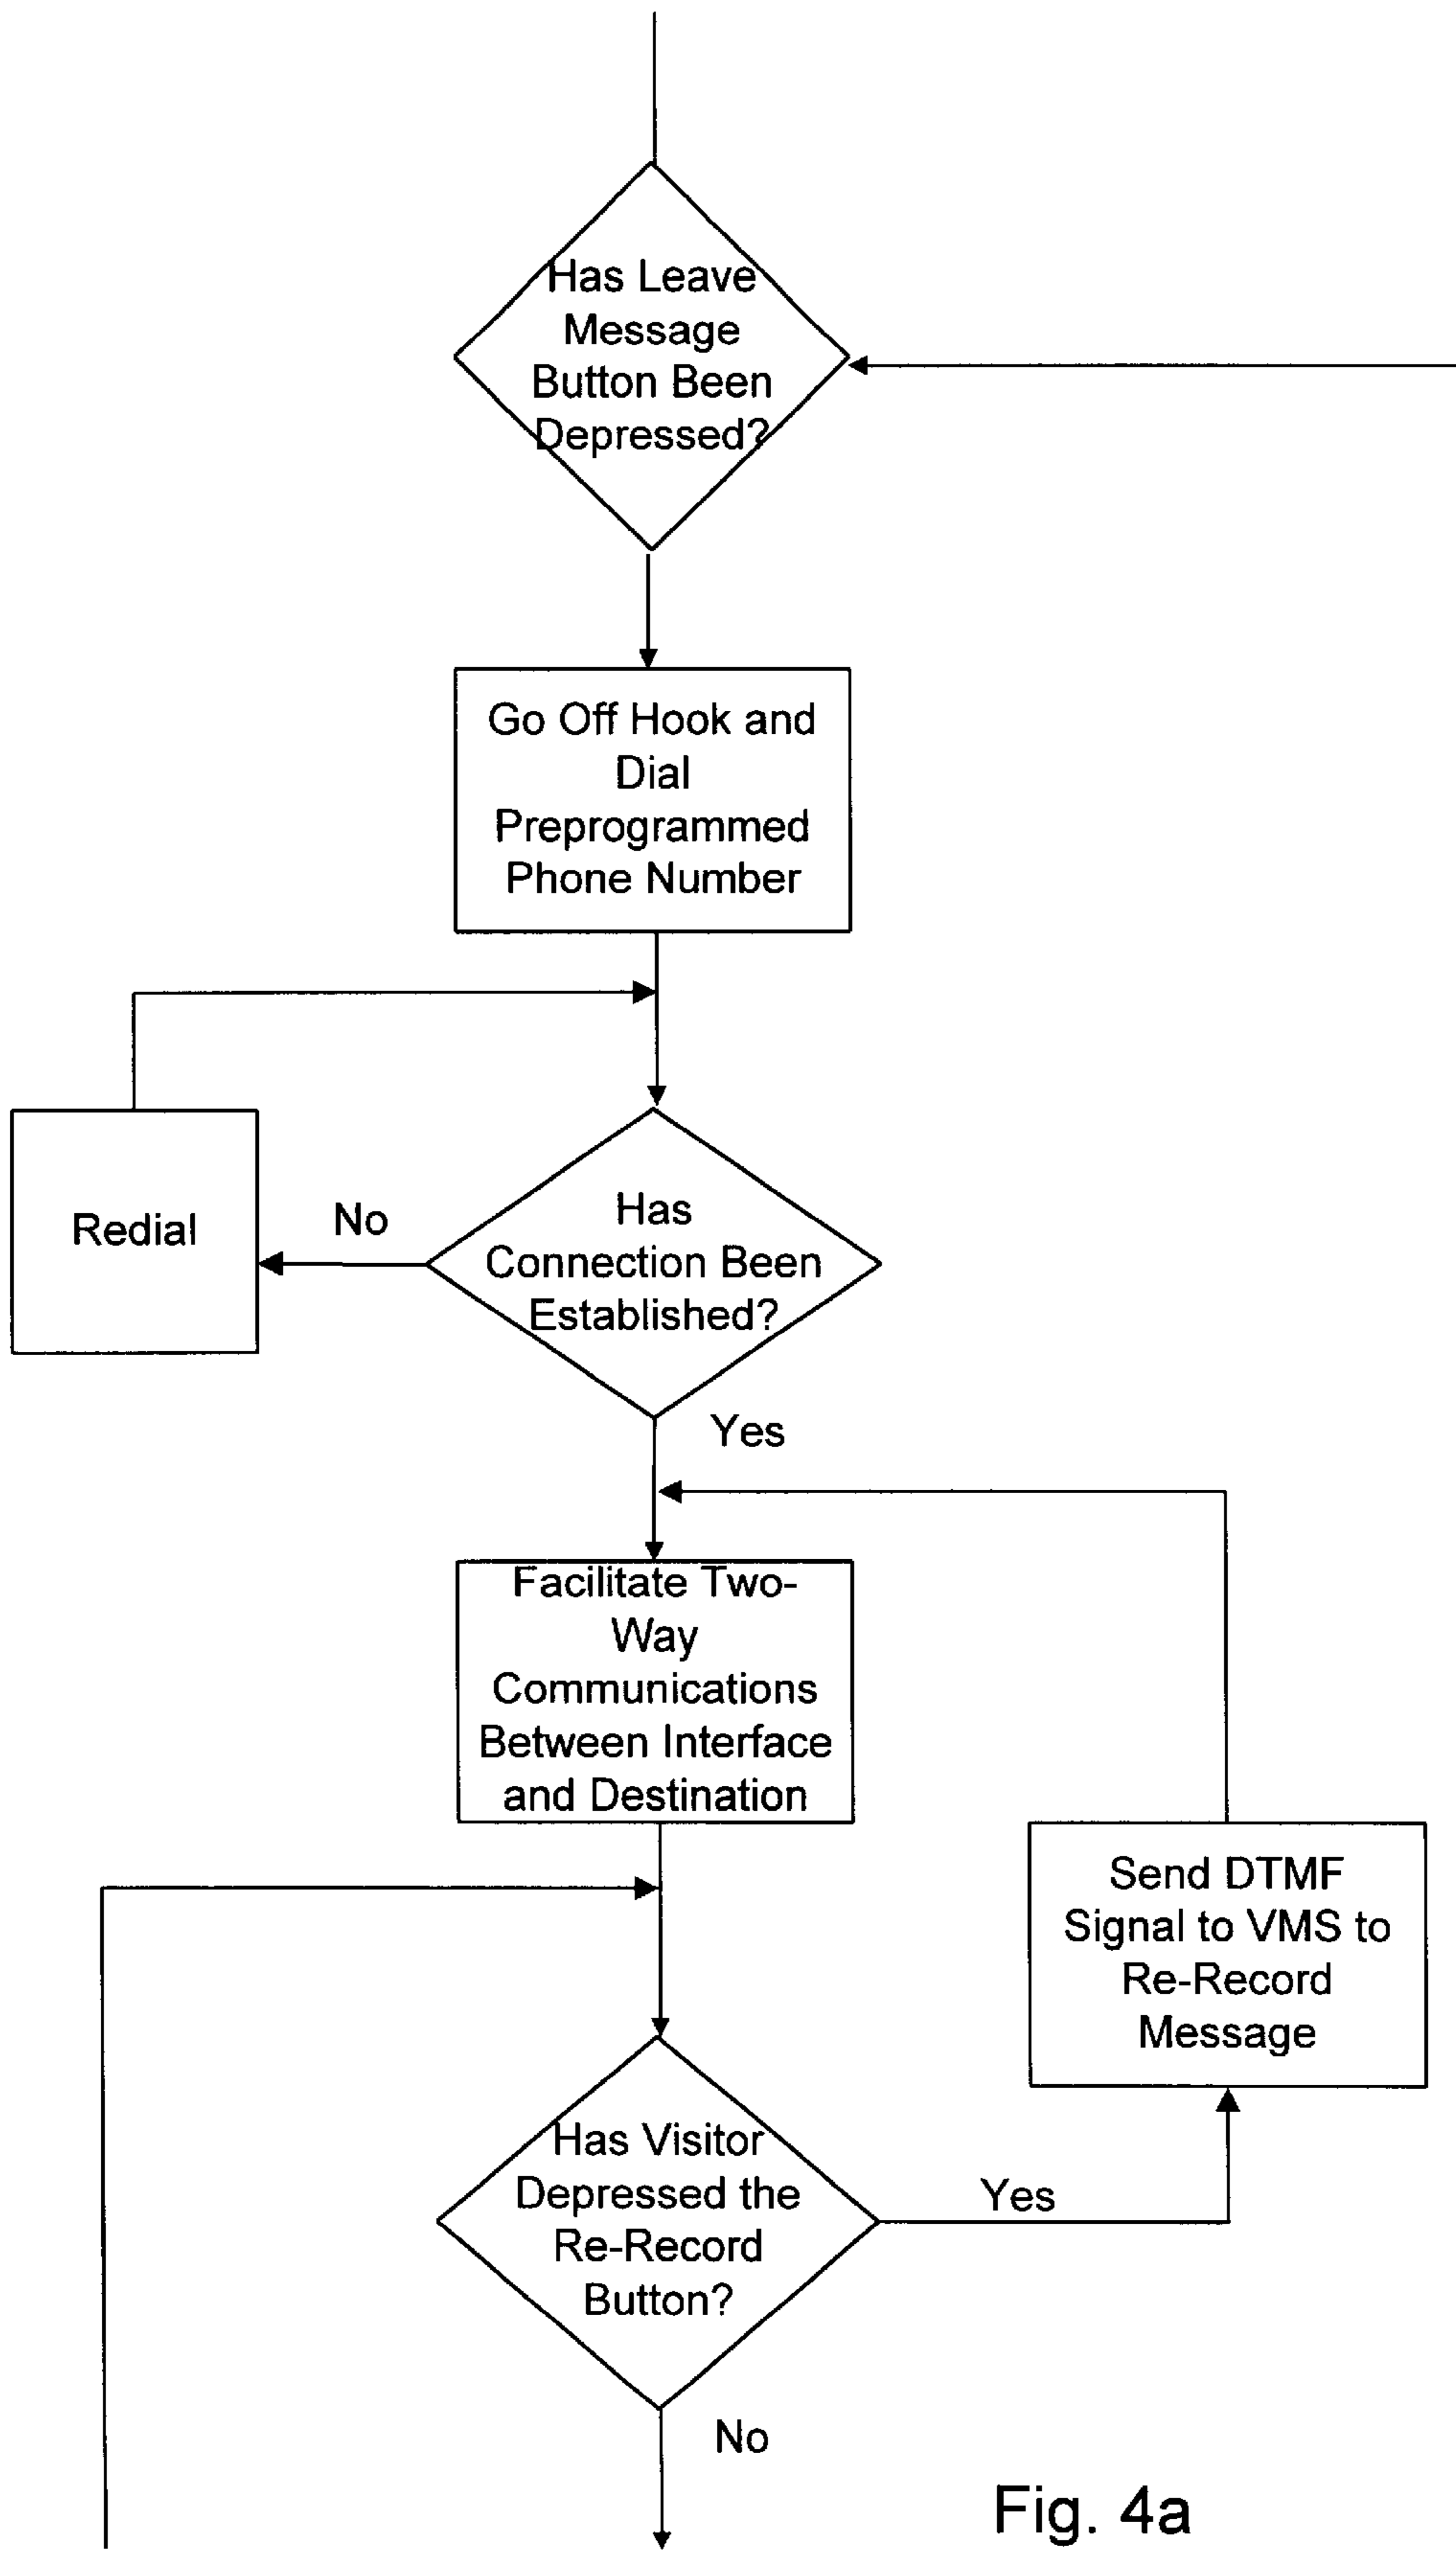 Has Leave
Message
Button Been
Depressed?
Go Off Hook and
Dial
Preprogrammed
Phone Number
Has
Connection Been
Established?
No
Redial
Yes
Facilitate Two-
Way
Communications
Between Interface
and Destination
Send DTMF
Signal to VMS to
Re-Record
Message
Has Visitor
Depressed the
Re-Record
Button?
Yes
No
Fig. 4a